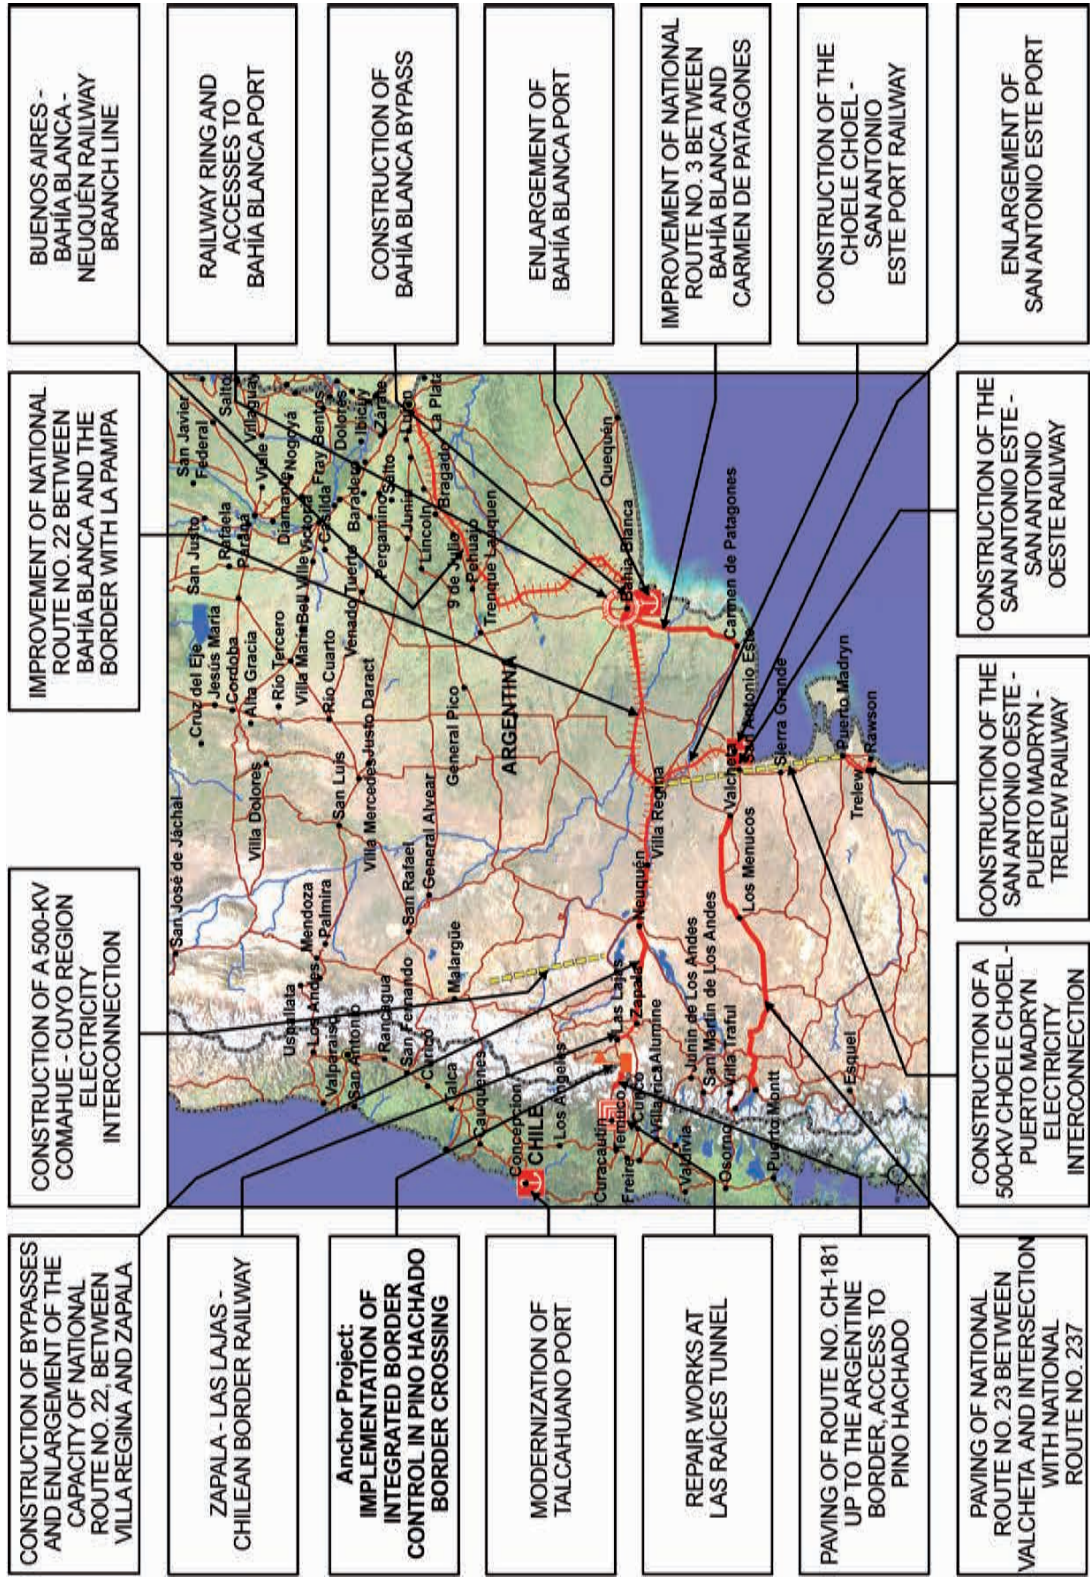 CONSTRUCTION OF BYPASSES
AND ENLARGEMENT OF THE
CAPACITY OF NATIONAL
ROUTE NO. 22, BETWEEN
VILLA REGINA AND ZAPALA
CONSTRUCTION OF A 500-KV
COMAHUE - CUYO REGION
ELECTRICITY
INTERCONNECTION
IMPROVEMENT OF NATIONAL
ROUTE NO. 22 BETWEEN
BAHÍA BLANCA AND THE
BORDER WITH LA PAMPA
BUENOS AIRES -
BAHÍA BLANCA -
NEUQUÉN RAILWAY
BRANCH LINE
ZAPALA - LAS LAJAS -
CHILEAN BORDER RAILWAY
Anchor Project:
IMPLEMENTATION OF
INTEGRATED BORDER
CONTROL IN PINO HACHADO
BORDER CROSSING
MODERNIZATION OF
TALCAHUANO PORT
REPAIR WORKS AT
LAS RAÍCES TUNNEL
PAVING OF ROUTE NO. CH-181
UP TO THE ARGENTINE
BORDER, ACCESS TO
PINO HACHADO
PAVING OF NATIONAL
ROUTE NO. 23 BETWEEN
VALCHETA AND INTERSECTION
WITH NATIONAL
ROUTE NO. 237
San José de Jáchal
Cruz del Eje
Jesús María
Cordoba
Alta Gracia
Villa Dolores
Rio Tercero
Villa María
Bell Ville
Rio Cuarto
San Justo
Rafaela
Paraná
San Javier
Federal
Salto
Villaguay
Viale
Nogoyá
Diamante
Victoria
Fray Bentos
Casilda
Dolores
Ibicuy
Baradero
Zárate
Pergamino
Salto
Venado Tuerto
Junín
Luján
La Plata
Lincoln
Bragado
9 de Julio
Pehuajo
Trenque Lauquen
Uspallata
Los Andes
Mendoza
Palmira
Valparaíso
San Antonio
San Luis
Villa Mercedes
Justo Daract
Rancagua
San Fernando
San Rafael
General Alvear
Curicó
Malargüe
Talca
Cauquenes
General Pico
ARGENTINA
Concepcion
CHILE
Los Angeles
Las Lajas
Curacautín
Temuco
Zapala
Neuquén
Villa Regina
Freire
Cunco
Villarica
Alumine
Bahía Blanca
Quequén
Valdivia
Junin de Los Andes
San Martín de Los Andes
Osorno
Villa Traful
Puerto Montt
Los Menucos
Valcheta
San Antonio Este
Carmen de Patagones
Sierra Grande
Esquel
Trelew
Puerto Madryn
Rawson
RAILWAY RING AND
ACCESSES TO
BAHÍA BLANCA PORT
CONSTRUCTION OF
BAHÍA BLANCA BYPASS
ENLARGEMENT OF
BAHÍA BLANCA PORT
IMPROVEMENT OF NATIONAL
ROUTE NO. 3 BETWEEN
BAHÍA BLANCA AND
CARMEN DE PATAGONES
CONSTRUCTION OF THE
CHOELE CHOEL -
SAN ANTONIO
ESTE PORT RAILWAY
ENLARGEMENT OF
SAN ANTONIO ESTE PORT
CONSTRUCTION OF A
500-KV CHOELE CHOEL-
PUERTO MADRYN
ELECTRICITY
INTERCONNECTION
CONSTRUCTION OF THE
SAN ANTONIO OESTE -
PUERTO MADRYN -
TRELEW RAILWAY
CONSTRUCTION OF THE
SAN ANTONIO ESTE -
SAN ANTONIO
OESTE RAILWAY